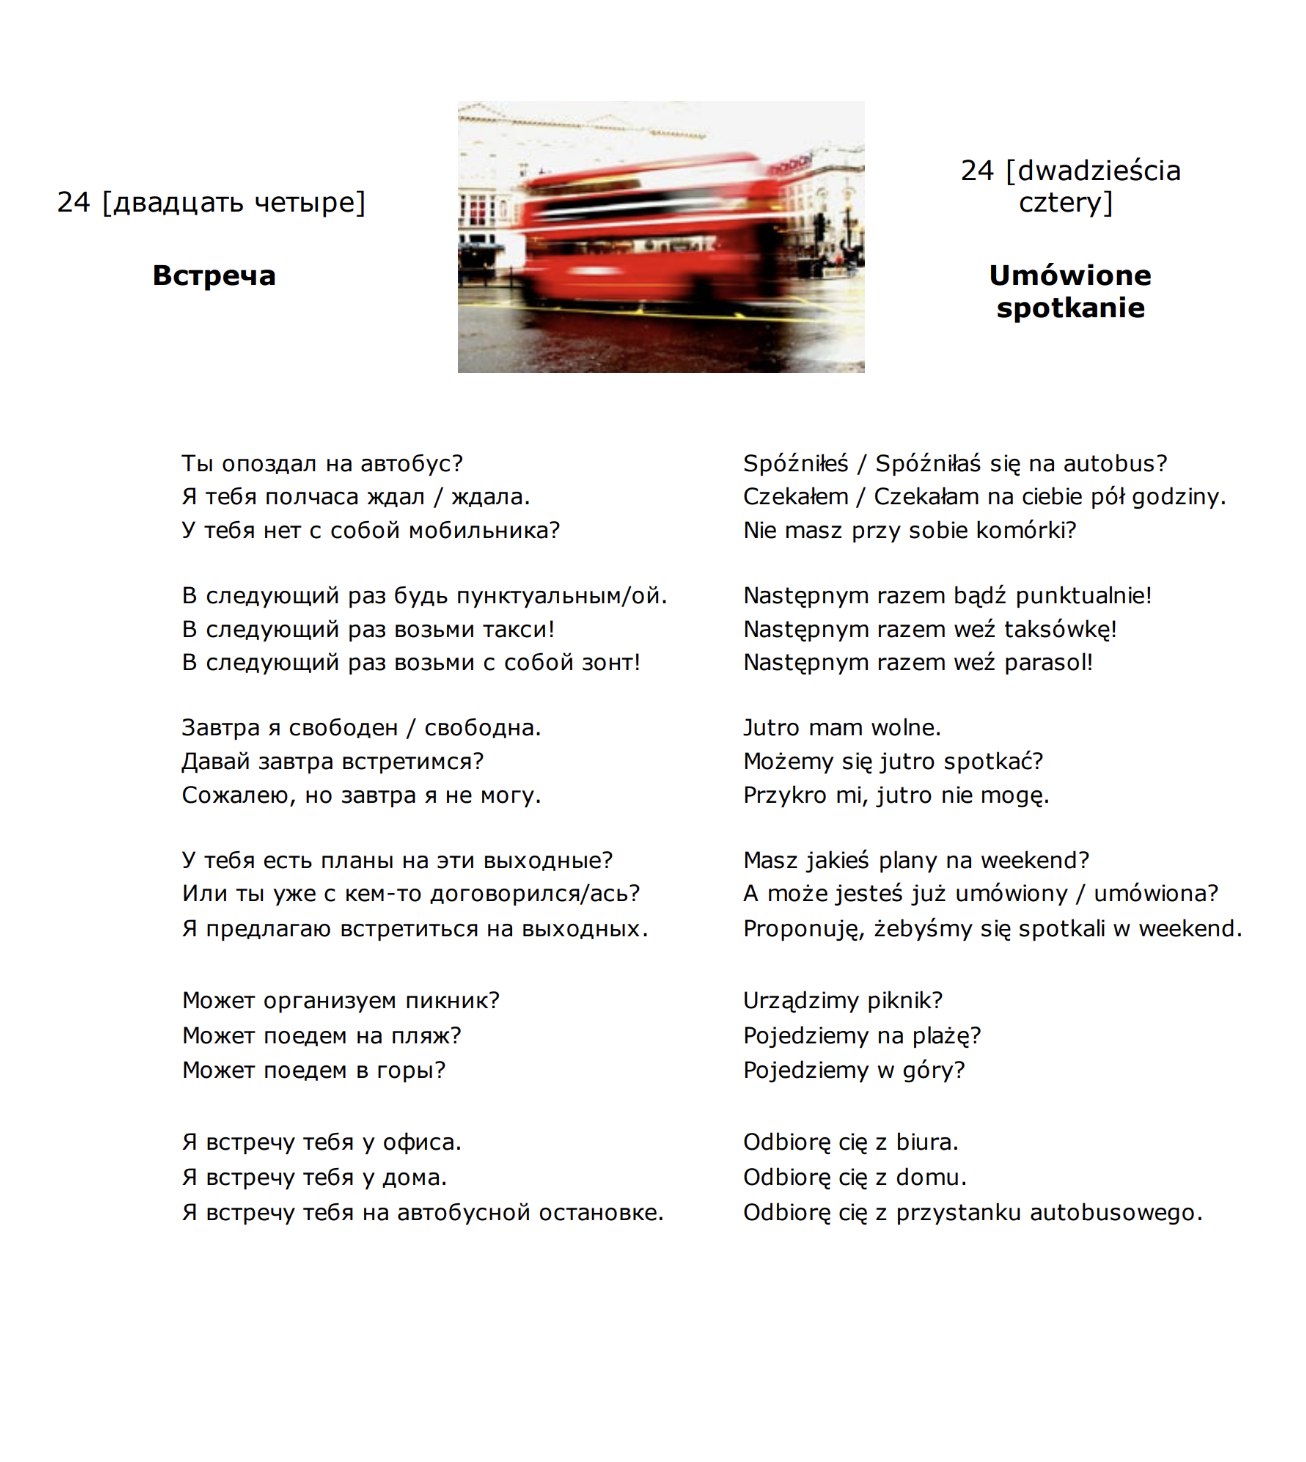 24 [двадцать четыре]
Встреча
24 [dwadzieścia
cztery]
Umówione
spotkanie
Ты опоздал на автобус?
Spóźniłeś / Spóźniłaś się na autobus?
Я тебя полчаса ждал / ждала.
Czekałem / Czekałam na ciebie pół godziny.
У тебя нет с собой мобильника?
Nie masz przy sobie komórki?
В следующий раз будь пунктуальным/ой.
Następnym razem bądź punktualnie!
В следующий раз возьми такси!
Następnym razem weź taksówkę!
В следующий раз возьми с собой зонт!
Następnym razem weź parasol!
Завтра я свободен / свободна.
Jutro mam wolne.
Давай завтра встретимся?
Możemy się jutro spotkać?
Сожалею, но завтра я не могу.
Przykro mi, jutro nie mogę.
У тебя есть планы на эти выходные?
Masz jakieś plany na weekend?
Или ты уже с кем-то договорился/ась?
A może jesteś już umówiony / umówiona?
Я предлагаю встретиться на выходных.
Proponuję, żebyśmy się spotkali w weekend.
Может организуем пикник?
Urządzimy piknik?
Может поедем на пляж?
Pojedziemy na plażę?
Может поедем в горы?
Pojedziemy w góry?
Я встречу тебя у офиса.
Odbiorę cię z biura.
Я встречу тебя у дома.
Odbiorę cię z domu.
Я встречу тебя на автобусной остановке.
Odbiorę cię z przystanku autobusowego.